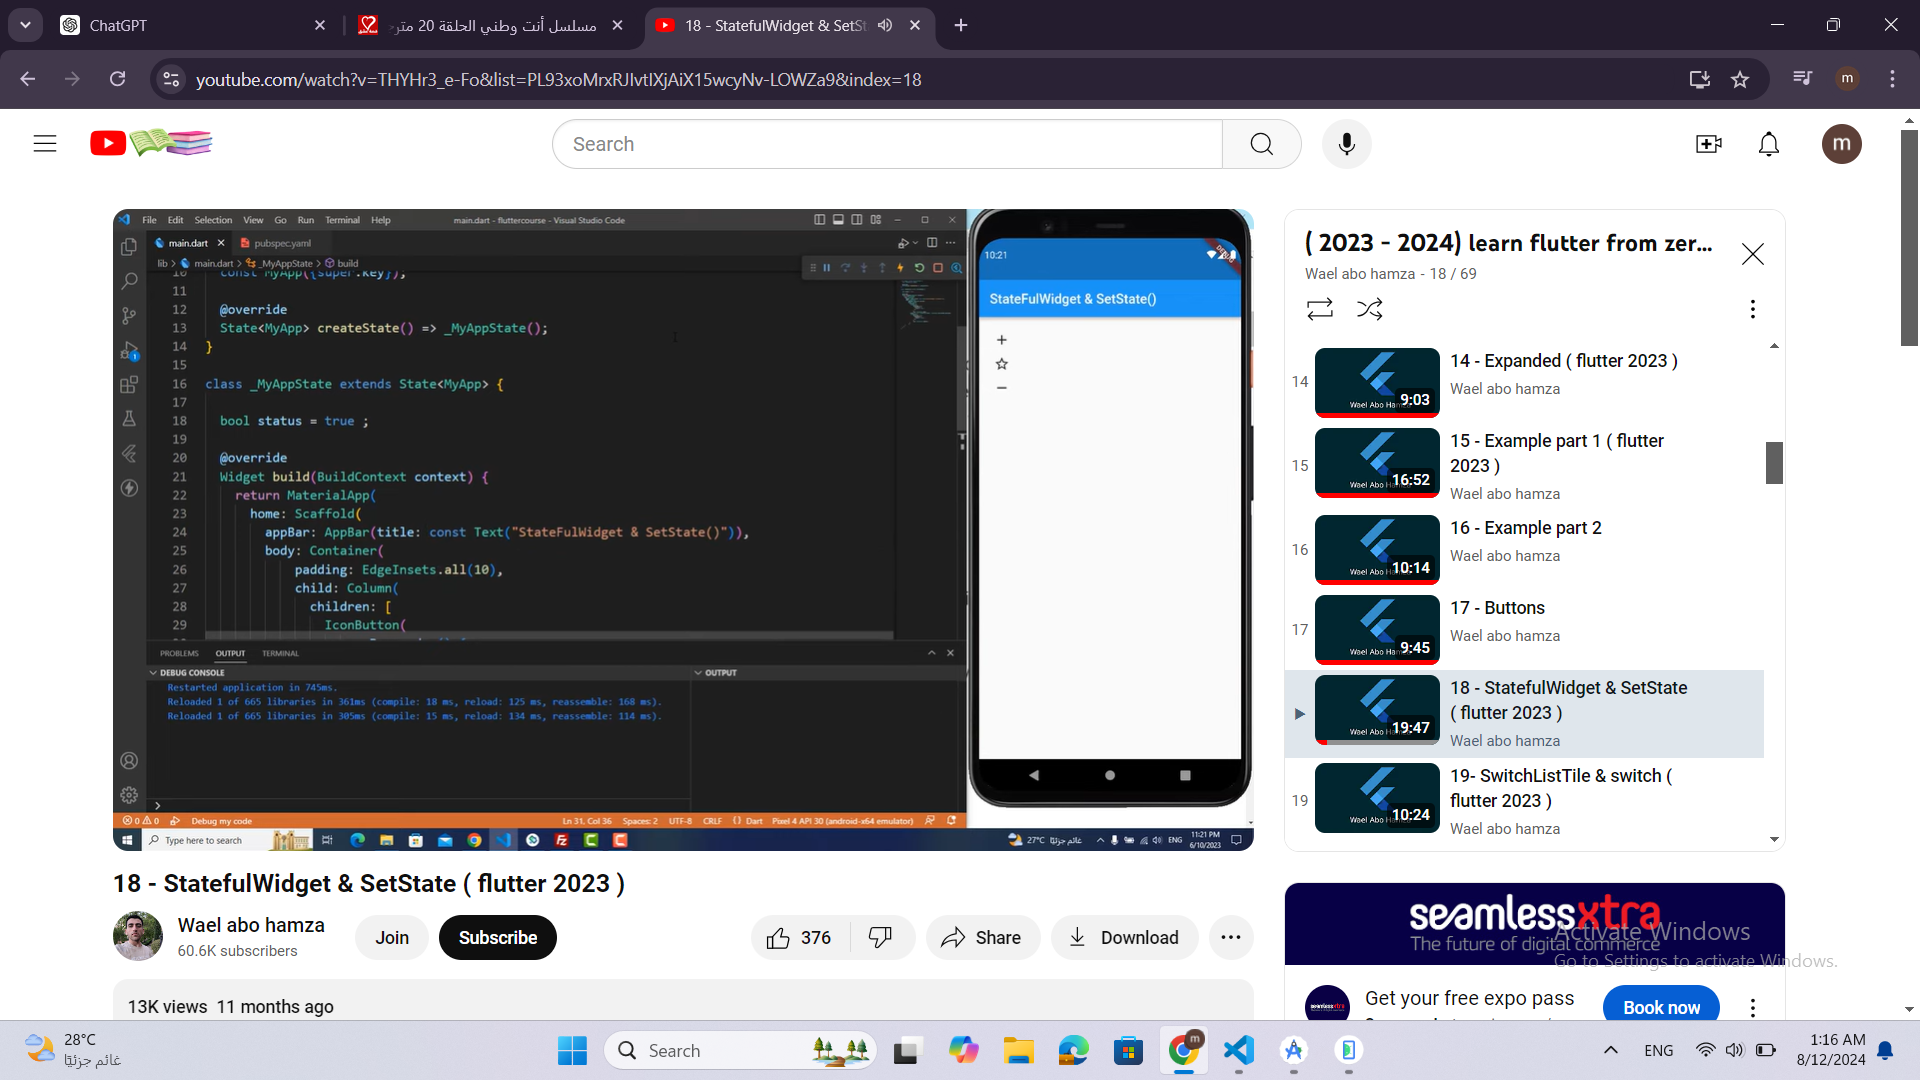 ChatGPT
مسلسل أنت وطني الحلقة 20 مترج
18 - StatefulWidget & SetSt
youtube.com/watch?v=THYHr3_e-Fo&list=PL93xoMrxRJIvtIXjAiX15wcyNv-LOWZa9&index=18
m
Search
m
File Edit Selection View Go Run Terminal Help
main.dart - fluttercourse - Visual Studio Code
main.dart
pubspec.yaml
lib > main.dart > _MyAppState > build
10 const MyApp({super.key});
11
12 @override
13 State<MyApp> createState() => _MyAppState();
14 }
15
16 class _MyAppState extends State<MyApp> {
17
18 bool status = true ;
19
20 @override
21 Widget build(BuildContext context) {
22 return MaterialApp(
23 home: Scaffold(
24 appBar: AppBar(title: const Text("StateFulWidget & SetState()")),
25 body: Container(
26 padding: EdgeInsets.all(10),
27 child: Column(
28 children: [
29 IconButton(
PROBLEMS OUTPUT TERMINAL
DEBUG CONSOLE
OUTPUT
Restarted application in 745ms.
Reloaded 1 of 665 libraries in 361ms (compile: 18 ms, reload: 125 ms, reassemble: 168 ms).
Reloaded 1 of 665 libraries in 305ms (compile: 15 ms, reload: 134 ms, reassemble: 114 ms).
0 0 Debug my code
Ln 31, Col 36 Spaces: 2 UTF-8 CRLF {} Dart Pixel 4 API 30 (android-x64 emulator)
Type here to search
27°C غائم جزئيًا
ENG
11:21 PM
6/10/2023
10:21
DEBUG
StateFulWidget & SetState()
( 2023 - 2024) learn flutter from zer...
Wael abo hamza - 18 / 69
14
9:03
14 - Expanded ( flutter 2023 )
Wael abo hamza
15
16:52
15 - Example part 1 ( flutter
2023 )
Wael abo hamza
16
10:14
16 - Example part 2
Wael abo hamza
17
9:45
17 - Buttons
Wael abo hamza
19:47
18 - StatefulWidget & SetState
( flutter 2023 )
Wael abo hamza
19
10:24
19- SwitchListTile & switch (
flutter 2023 )
Wael abo hamza
18 - StatefulWidget & SetState ( flutter 2023 )
Wael abo hamza
60.6K subscribers
Join
Subscribe
376
Share
Download
13K views 11 months ago
seamlessxtra
The future of digital commerce
Activate Windows
Go to Settings to activate Windows.
Get your free expo pass
Book now
28°C
غائم جزئيًا
Search
m
ENG
1:16 AM
8/12/2024